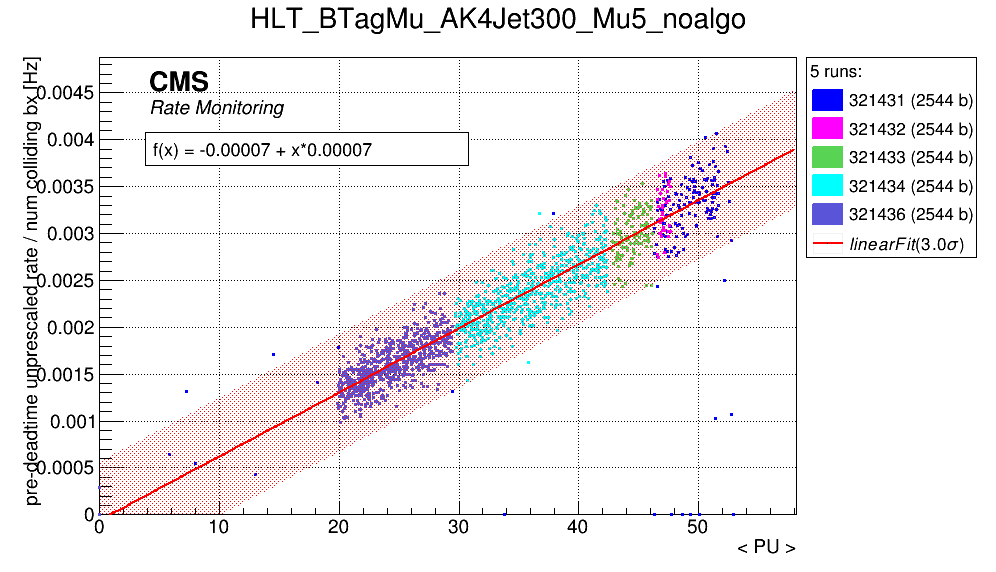 HLT_BTagMu_AK4Jet300_Mu5_noalgo
CMS
Rate Monitoring
f(x) = -0.00007 + x*0.00007
pre-deadtime unprescaled rate / num colliding bx [Hz]
0.0045
0.004
0.0035
0.003
0.0025
0.002
0.0015
0.001
0.0005
0
0 10 20 30 40 50
< PU >
5 runs:
321431 (2544 b)
321432 (2544 b)
321433 (2544 b)
321434 (2544 b)
321436 (2544 b)
linearFit(3.0σ)